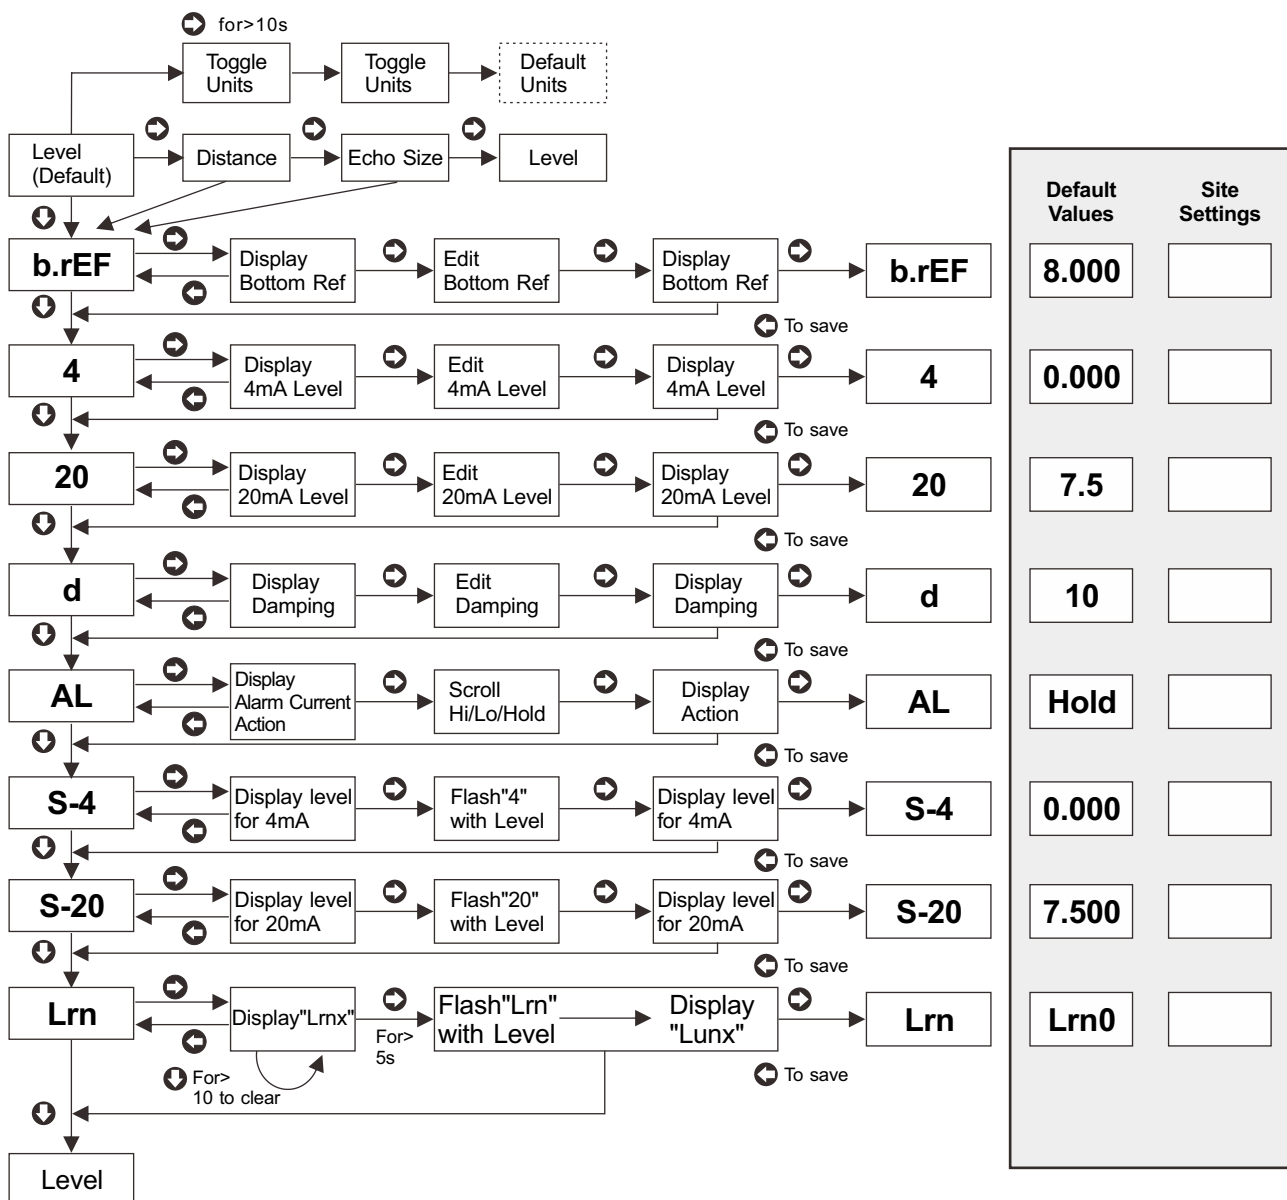 for>10s
Toggle Units
Toggle Units
Default Units
Level (Default)
Distance
Echo Size
Level
Default Values
Site Settings
b.rEF
Display Bottom Ref
Edit Bottom Ref
Display Bottom Ref
b.rEF
8.000
To save
4
Display 4mA Level
Edit 4mA Level
Display 4mA Level
4
0.000
To save
20
Display 20mA Level
Edit 20mA Level
Display 20mA Level
20
7.5
To save
d
Display Damping
Edit Damping
Display Damping
d
10
To save
AL
Display Alarm Current Action
Scroll Hi/Lo/Hold
Display Action
AL
Hold
To save
S-4
Display level for 4mA
Flash"4" with Level
Display level for 4mA
S-4
0.000
To save
S-20
Display level for 20mA
Flash"20" with Level
Display level for 20mA
S-20
7.500
To save
Lrn
Display"Lrnx"
For> 5s
Flash"Lrn" with Level
Display "Lunx"
Lrn
Lrn0
For> 10 to clear
To save
Level